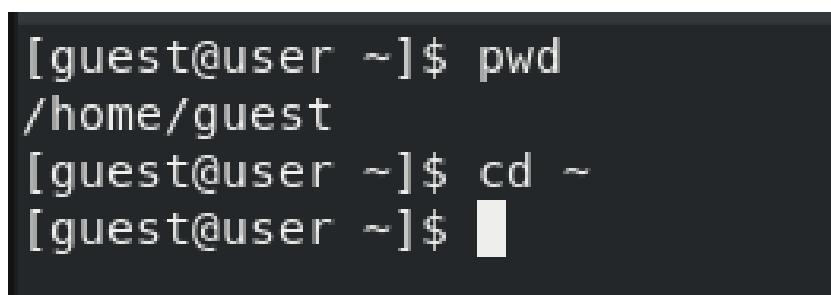 [guest@user ~]$ pwd
/home/guest
[guest@user ~]$ cd ~
[guest@user ~]$